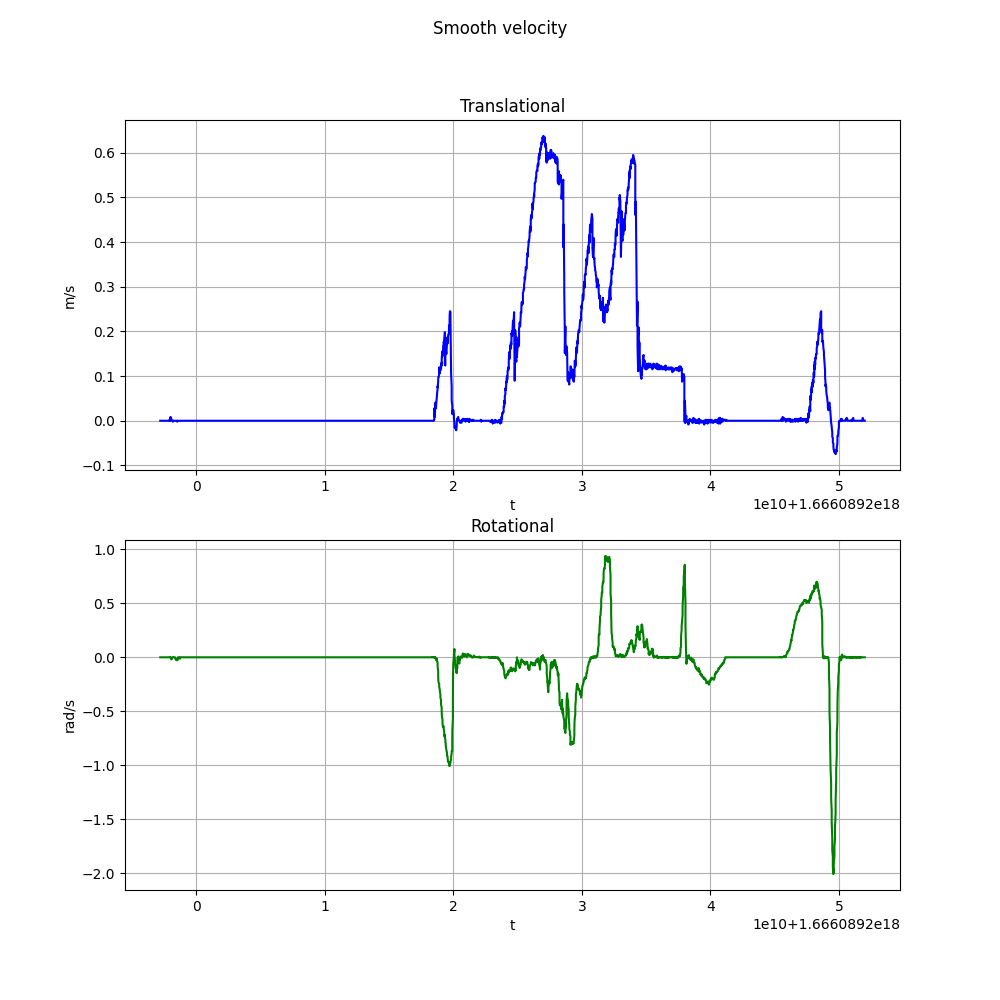 Smooth velocity
Translational
0.6
0.5
0.4
0.3
0.2
0.1
0.0
−0.1
m/s
0 1 2 3 4 5
t
1e10+1.6660892e18
Rotational
1.0
0.5
0.0
−0.5
−1.0
−1.5
−2.0
rad/s
0 1 2 3 4 5
t
1e10+1.6660892e18